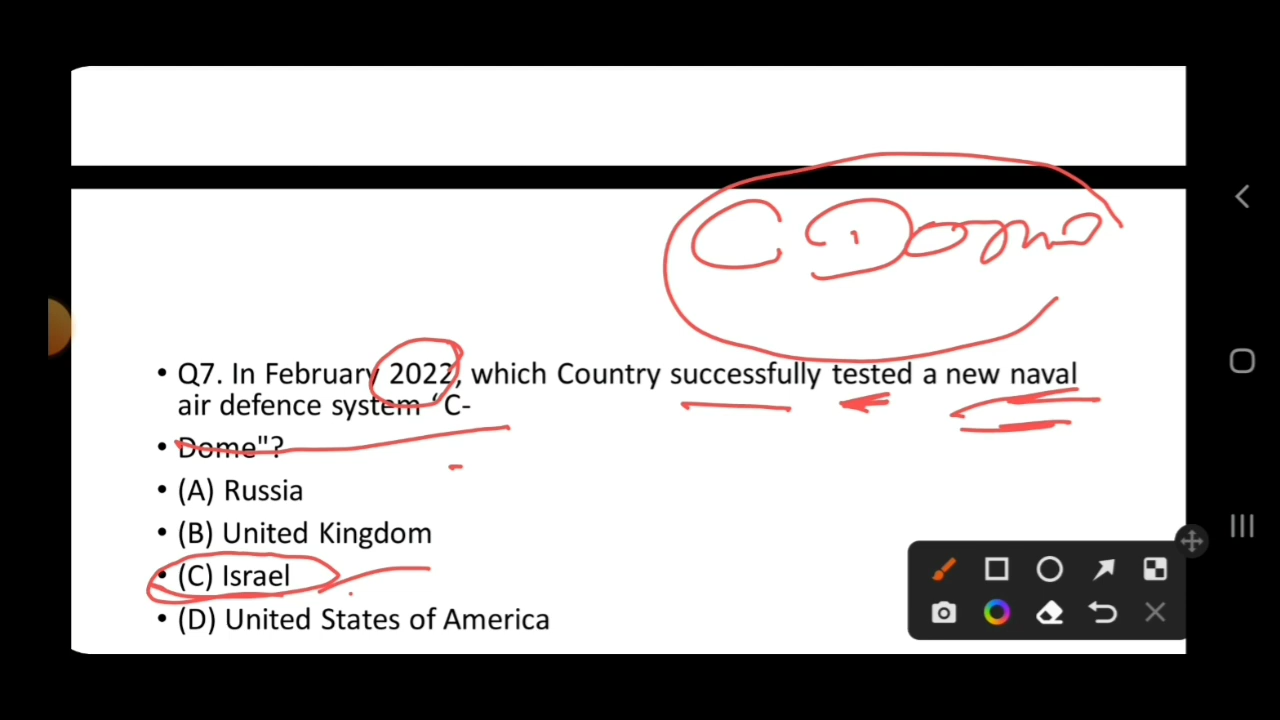 C Dome
• Q7. In February 2022, which Country successfully tested a new naval
air defence system ‘C-
• Dome"?
• (A) Russia
• (B) United Kingdom
• (C) Israel
• (D) United States of America